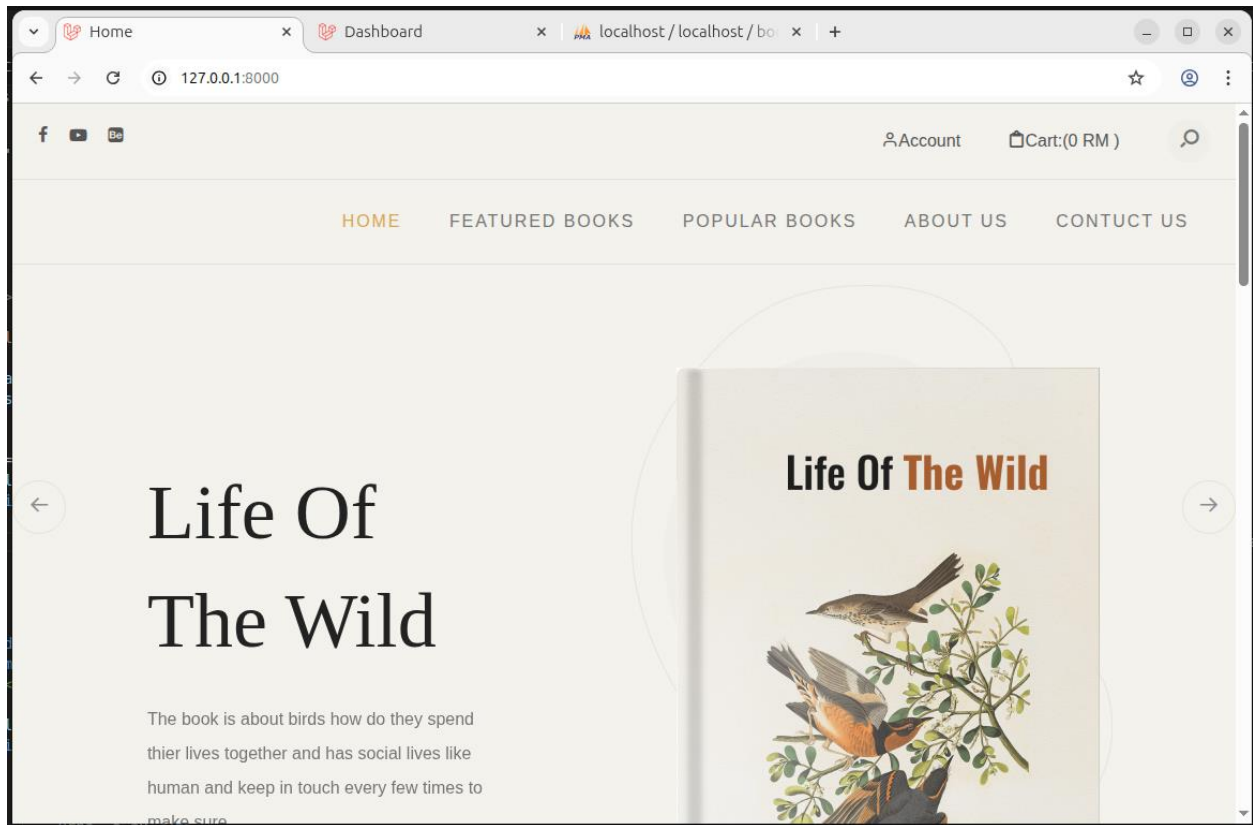 Home
Dashboard
localhost / localhost / bo
127.0.0.1:8000
Be
Account
Cart:(0 RM )
HOME
FEATURED BOOKS
POPULAR BOOKS
ABOUT US
CONTUCT US
Life Of
The Wild
The book is about birds how do they spend
thier lives together and has social lives like
human and keep in touch every few times to
make sure
Life Of The Wild